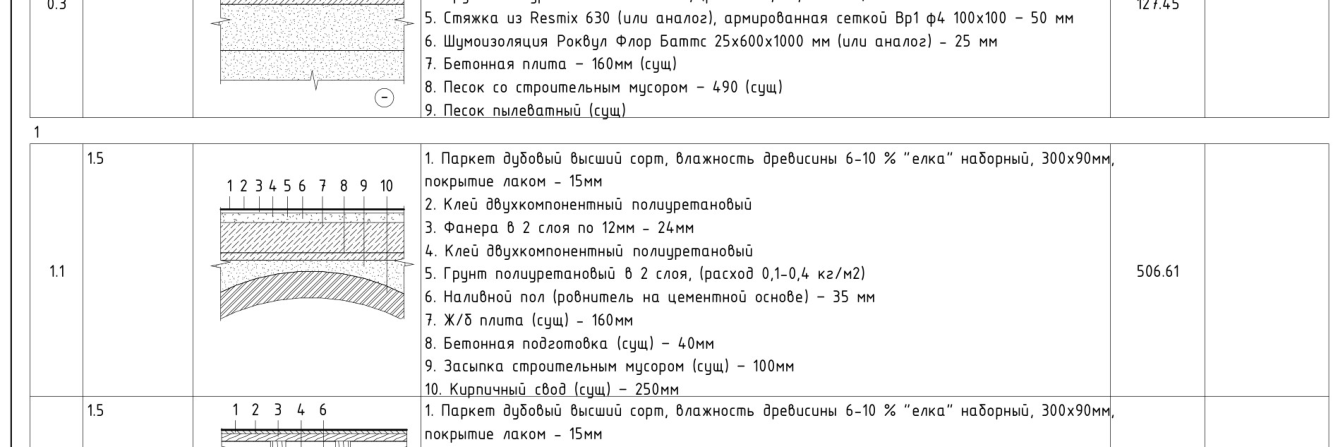 0.3
127.45
5. Стяжка из Resmix 630 (или аналог), армированная сеткой Вр1 ф4 100х100 - 50 мм
6. Шумоизоляция Роквул Флор Баттс 25х600х1000 мм (или аналог) - 25 мм
7. Бетонная плита - 160мм (сущ)
8. Песок со строительным мусором - 490 (сущ)
9. Песок пылеватный (сущ)
-
1
1.1
1.5
1 2 3 4 5 6 7 8 9 10
1. Паркет дубовый высший сорт, влажность древисины 6-10 % "елка" наборный, 300х90мм,
покрытие лаком - 15мм
2. Клей двухкомпонентный полиуретановый
3. Фанера в 2 слоя по 12мм - 24мм
4. Клей двухкомпонентный полиуретановый
5. Грунт полиуретановый в 2 слоя, (расход 0,1-0,4 кг/м2)
6. Наливной пол (ровнитель на цементной основе) - 35 мм
7. Ж/б плита (сущ) - 160мм
8. Бетонная подготовка (сущ) - 40мм
9. Засыпка строительным мусором (сущ) - 100мм
10. Кирпичный свод (сущ) - 250мм
506.61
1.5
1 2 3 4 6
1. Паркет дубовый высший сорт, влажность древисины 6-10 % "елка" наборный, 300х90мм,
покрытие лаком - 15мм